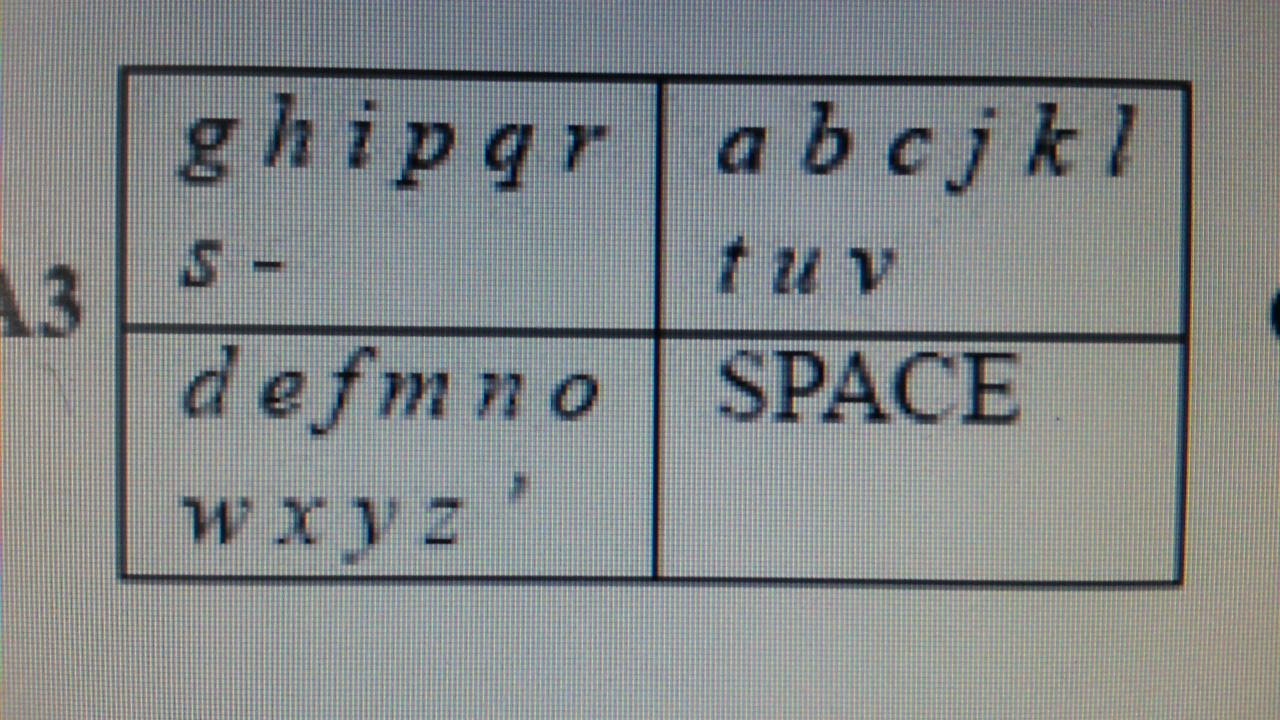 g h i p q r
s -
a b c j k l
t u v
A3
d e f m n o
w x y z ’
SPACE